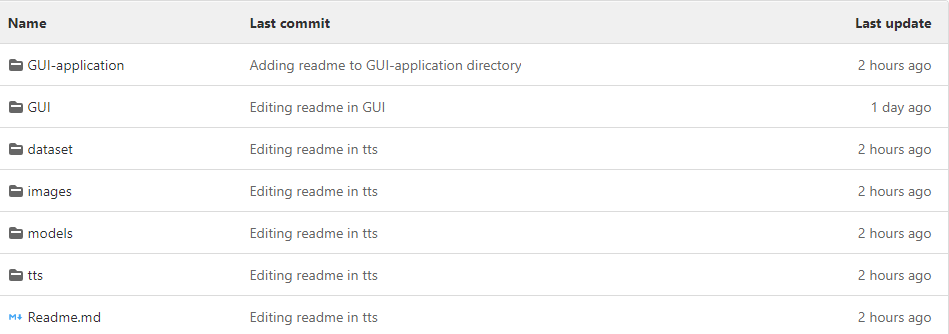 Name Last commit Last update
GUI-application Adding readme to GUI-application directory 2 hours ago
GUI Editing readme in GUI 1 day ago
dataset Editing readme in tts 2 hours ago
images Editing readme in tts 2 hours ago
models Editing readme in tts 2 hours ago
tts Editing readme in tts 2 hours ago
Readme.md Editing readme in tts 2 hours ago